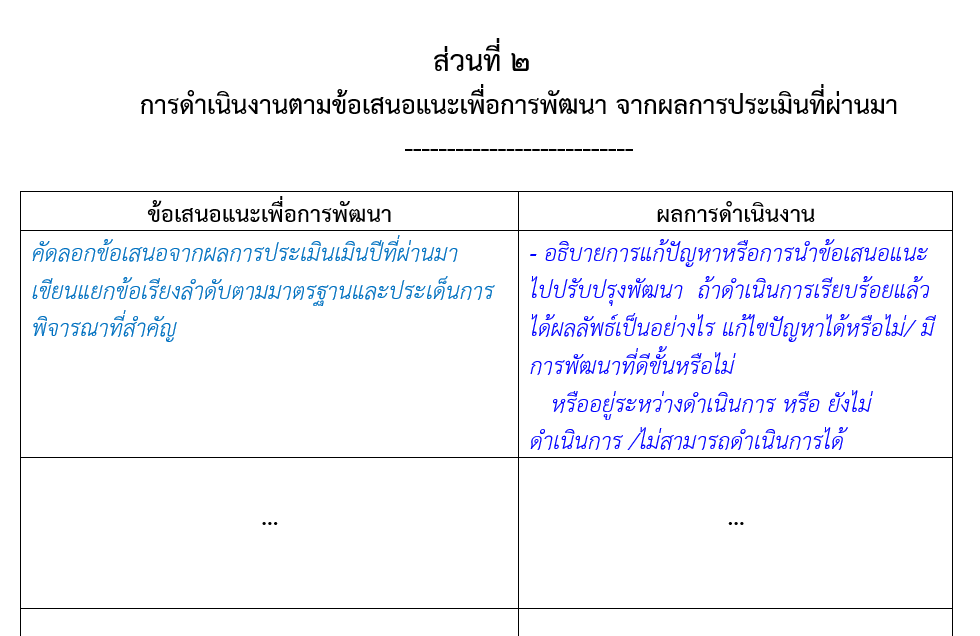 ส่วนที่ ๒
การดำเนินงานตามข้อเสนอแนะเพื่อการพัฒนา จากผลการประเมินที่ผ่านมา
---------------------------
ข้อเสนอแนะเพื่อการพัฒนา
ผลการดำเนินงาน
คัดลอกข้อเสนอจากผลการประเมินเมินปีที่ผ่านมา
เขียนแยกข้อเรียงลำดับตามมาตรฐานและประเด็นการ
พิจารณาที่สำคัญ
- อธิบายการแก้ปัญหาหรือการนำข้อเสนอแนะ
ไปปรับปรุงพัฒนา ถ้าดำเนินการเรียบร้อยแล้ว
ได้ผลลัพธ์เป็นอย่างไร แก้ไขปัญหาได้หรือไม่/ มี
การพัฒนาที่ดีขั้นหรือไม่
หรืออยู่ระหว่างดำเนินการ หรือ ยังไม่
ดำเนินการ /ไม่สามารถดำเนินการได้
...
...